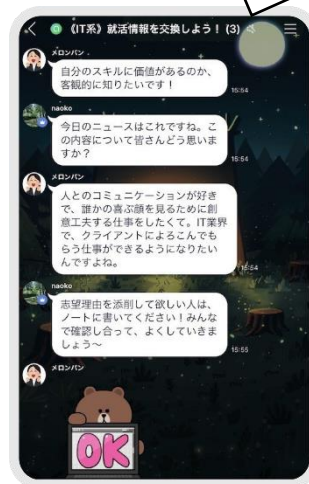 《IT系》就活情報を交換しよう！(3)
メロンパン
自分のスキルに価値があるのか、
客観的に知りたいです！
15:54
naoko
今日のニュースはこれですね。こ
の内容について皆さんどう思いま
すか？
15:54
メロンパン
人とのコミュニケーションが好き
で、誰かの喜ぶ顔を見るために創
意工夫する仕事をしたくて。IT業界
で、クライアントによろこんでも
らう仕事ができるようになりたい
んですよね。
15:54
naoko
志望理由を添削して欲しい人は、
ノートに書いてください！みんな
で確認し合って、よくしていきま
しょう〜
15:55
メロンパン
OK